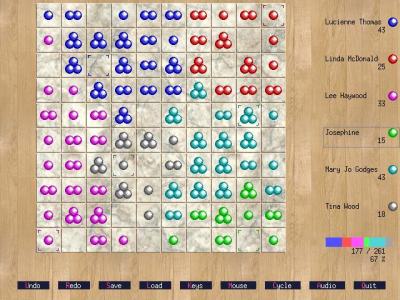 Lucienne Thomas
43
Linda McDonald
25
Lee Haywood
33
Josephine
15
Mary Jo Godges
43
Tina Wood
18
177 / 261
67 %
Undo Redo Save Load Keys Mouse Cycle Audio Quit